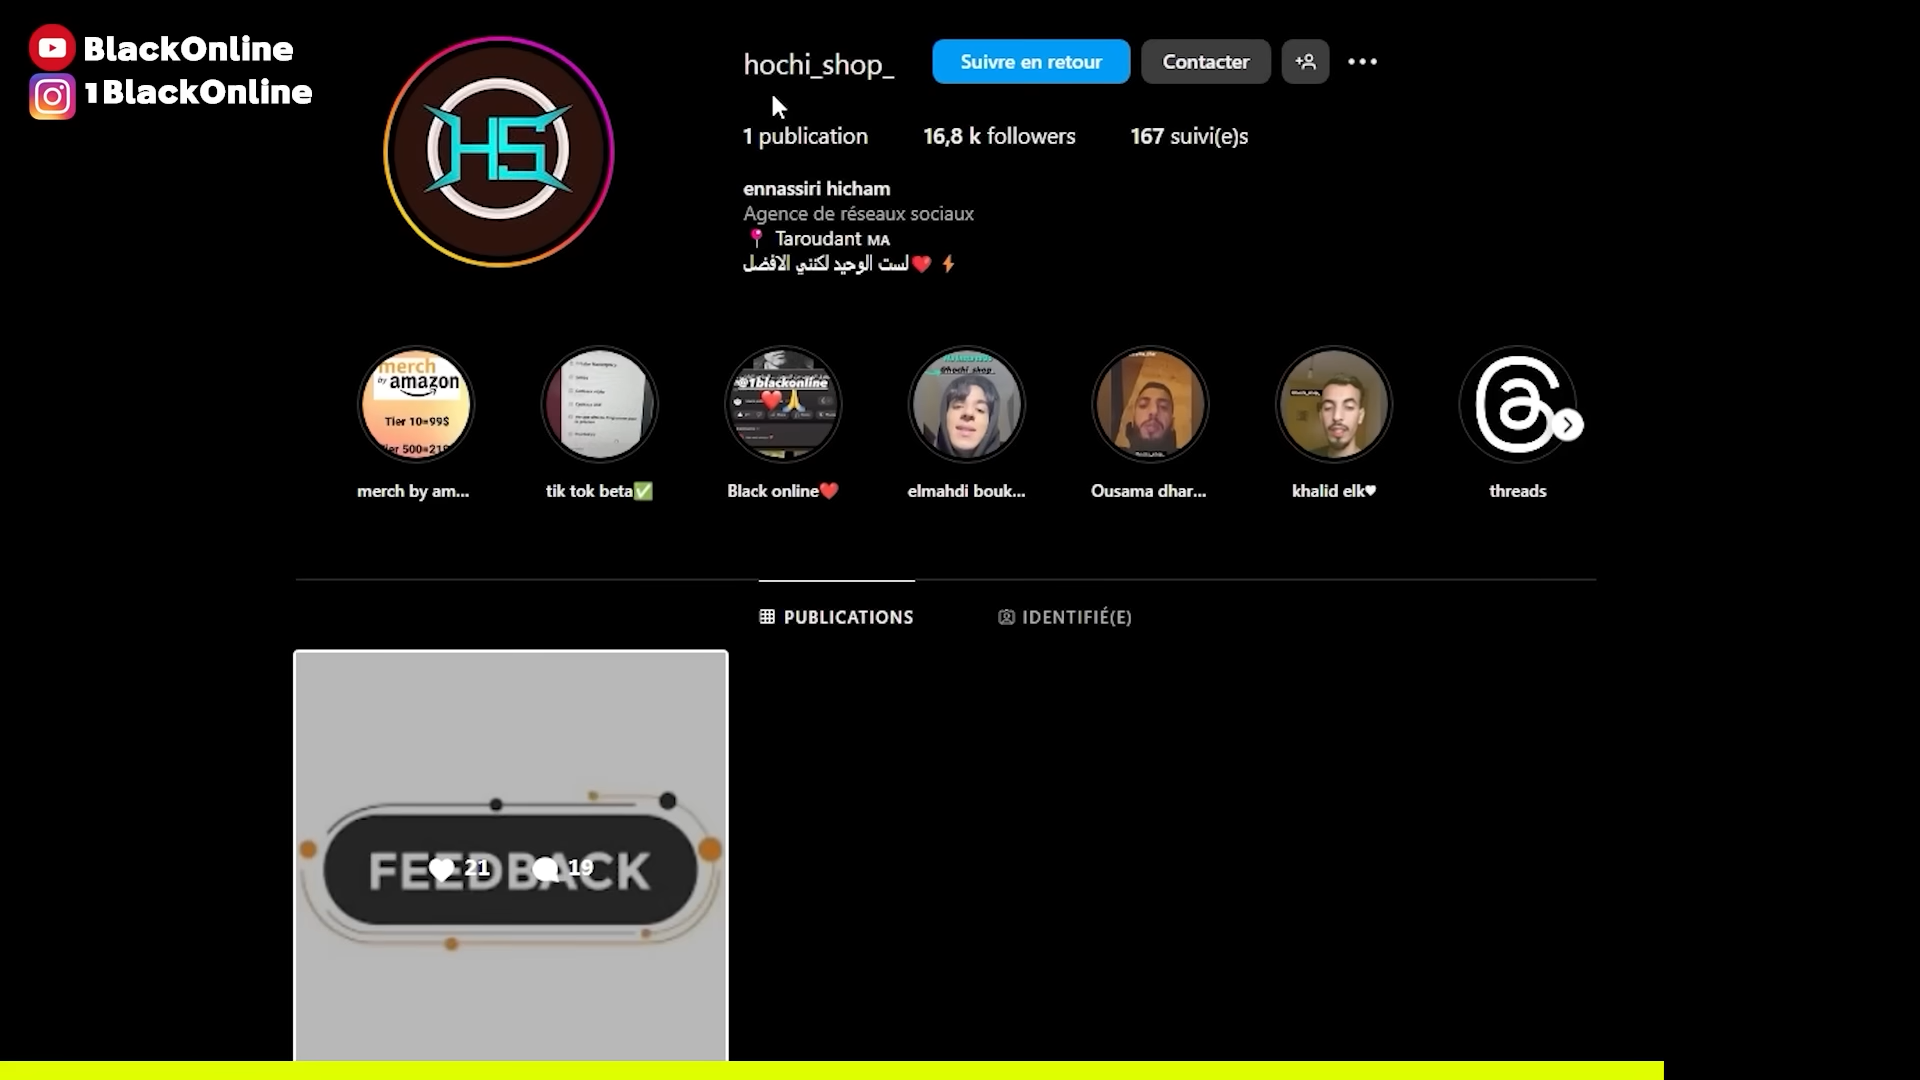 BlackOnline
1BlackOnline
HS
hochi_shop_ Suivre en retour Contacter
1 publication 16,8 k followers 167 suivi(e)s
ennassiri hicham
Agence de réseaux sociaux
📍 Taroudant MA
لست الوحيد لكنني الافضل❤️ ⚡
merch
by amazon
Tier 10=99$
@1blackonline
@hochi_shop_
merch by am...
tik tok beta✅
Black online❤️
elmahdi bouk...
Ousama dhar...
khalid elk♥
threads
PUBLICATIONS IDENTIFIÉ(E)
FEEDBACK
21 19